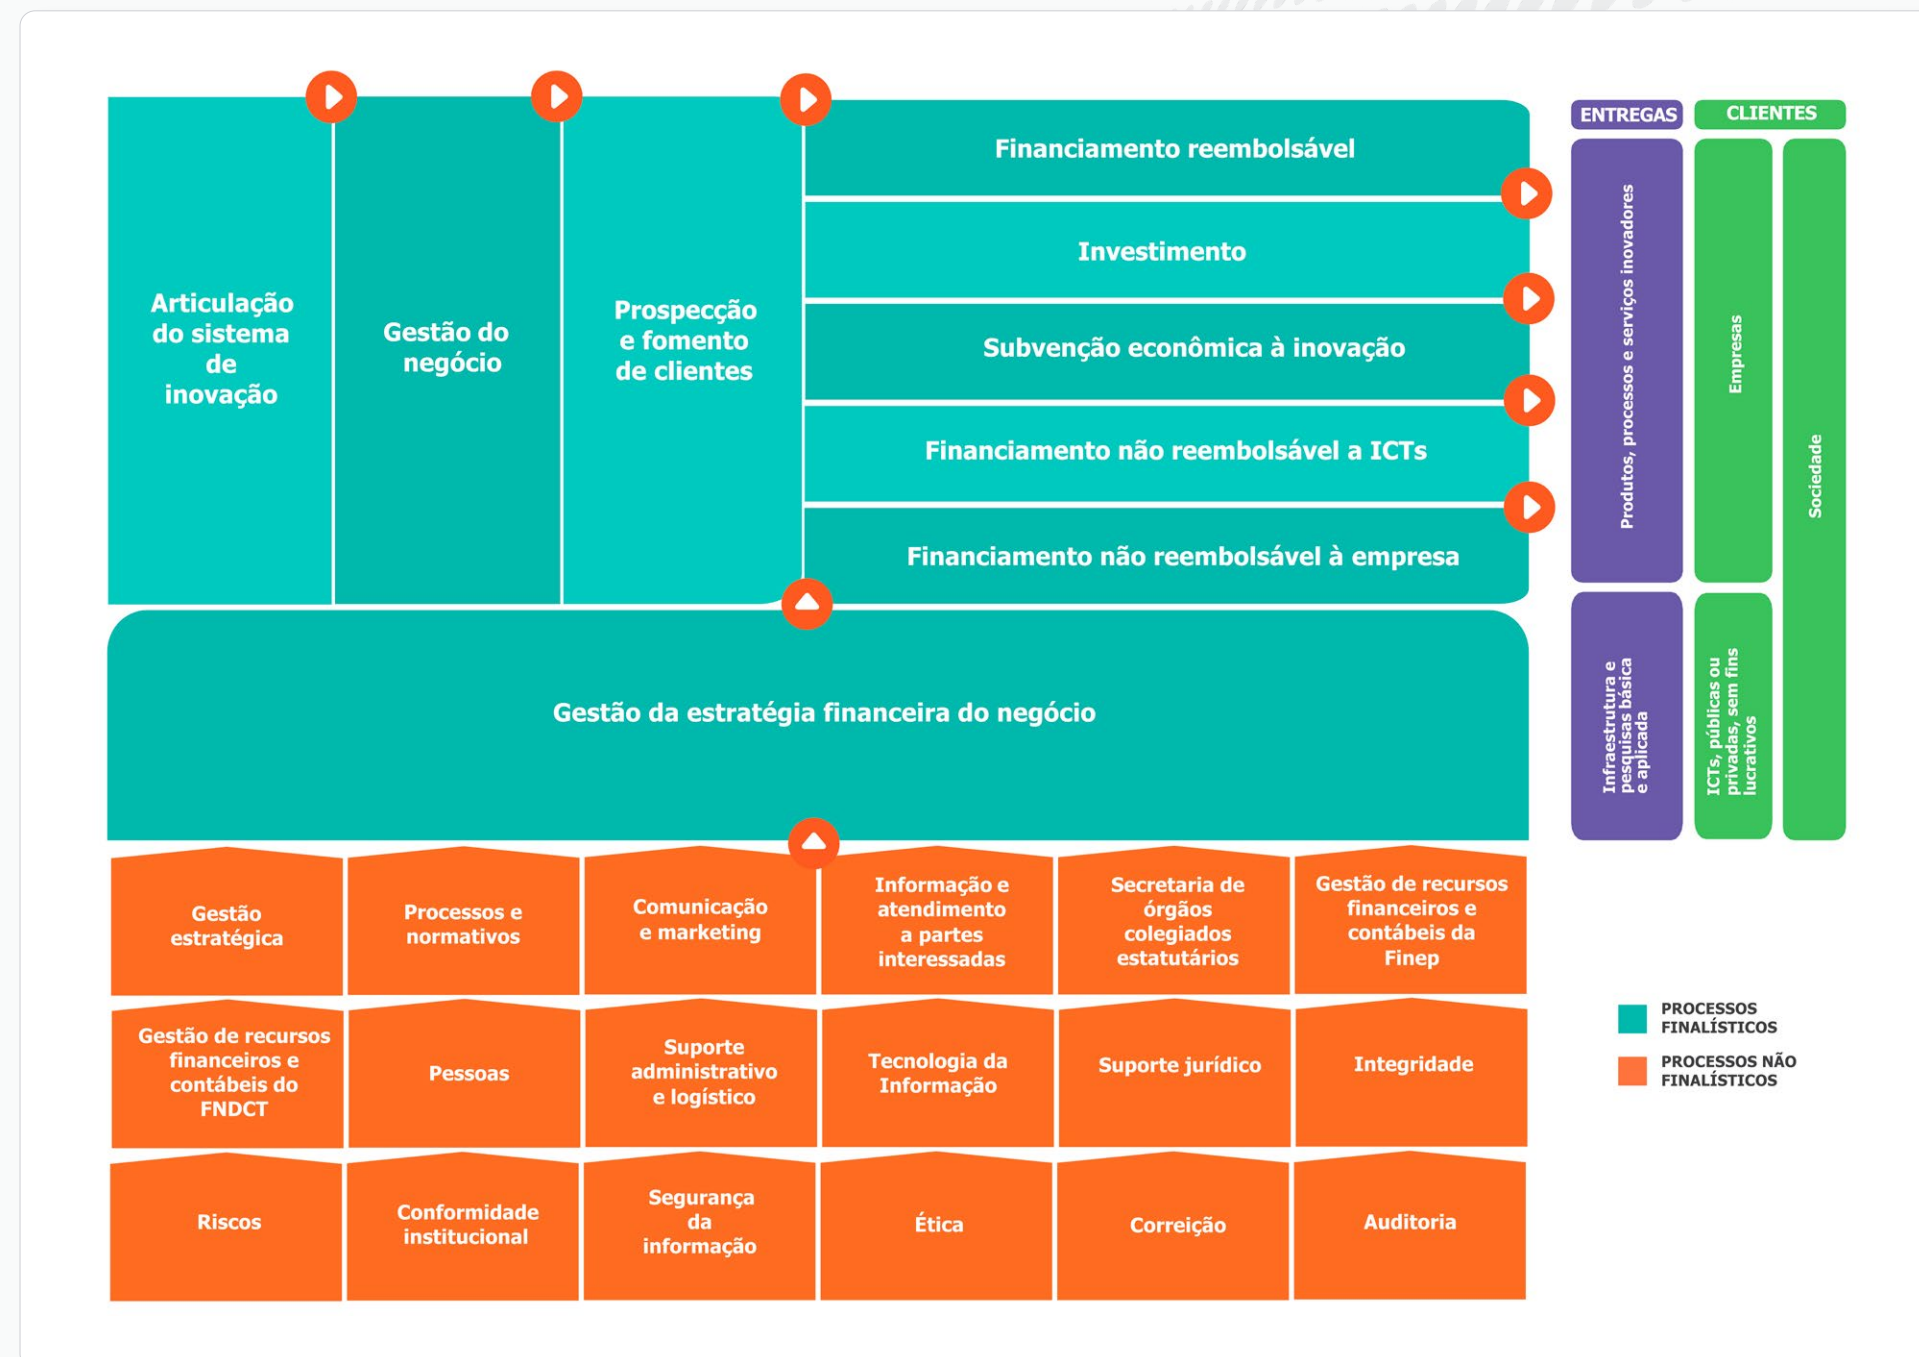 Articulação
do sistema
de
inovação
Gestão do
negócio
Prospecção
e fomento
de clientes
Financiamento reembolsável
Investimento
Subvenção econômica à inovação
Financiamento não reembolsável a ICTs
Financiamento não reembolsável à empresa
Gestão da estratégia financeira do negócio
ENTREGAS
CLIENTES
Produtos, processos e serviços inovadores
Empresas
Sociedade
Infraestrutura e
pesquisas básica
e aplicada
ICTs, públicas ou
privadas, sem fins
lucrativos
Gestão
estratégica
Processos e
normativos
Comunicação
e marketing
Informação e
atendimento
a partes
interessadas
Secretaria de
órgãos
colegiados
estatutários
Gestão de recursos
financeiros e
contábeis da
Finep
Gestão de recursos
financeiros e
contábeis do
FNDCT
Pessoas
Suporte
administrativo
e logístico
Tecnologia da
Informação
Suporte jurídico
Integridade
Riscos
Conformidade
institucional
Segurança
da
informação
Ética
Correição
Auditoria
PROCESSOS
FINALÍSTICOS
PROCESSOS NÃO
FINALÍSTICOS